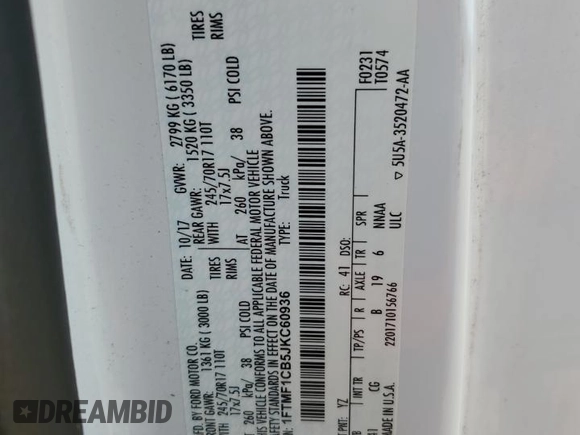 MFD. BY FORD MOTOR CO.
DATE: 10/17 GVWR: 2799 KG ( 6170 LB)
FRONT GAWR: 1361 KG (3000 LB) REAR GAWR: 1520 KG ( 3350 LB)
245/70R17 110T TIRES WITH 245/70R17 110T TIRES
17x7.5J RIMS 17x7.5J RIMS
AT 260 kPa/ 38 PSI COLD AT 260 kPa/ 38 PSI COLD
THIS VEHICLE CONFORMS TO ALL APPLICABLE FEDERAL MOTOR VEHICLE
SAFETY STANDARDS IN EFFECT ON THE DATE OF MANUFACTURE SHOWN ABOVE.
VIN: 1FTMF1CB5JKC60936 TYPE: Truck
F0231
T0574
EXT PNT: YZ RC: 41 DSO:
WB INT TR TP/PS R AXLE TR SPR
141 CG B 19 6 NNAA
ULC
MADE IN U.S.A. 2201710156766
▽ 5U5A-3520472-AA
DREAMBID